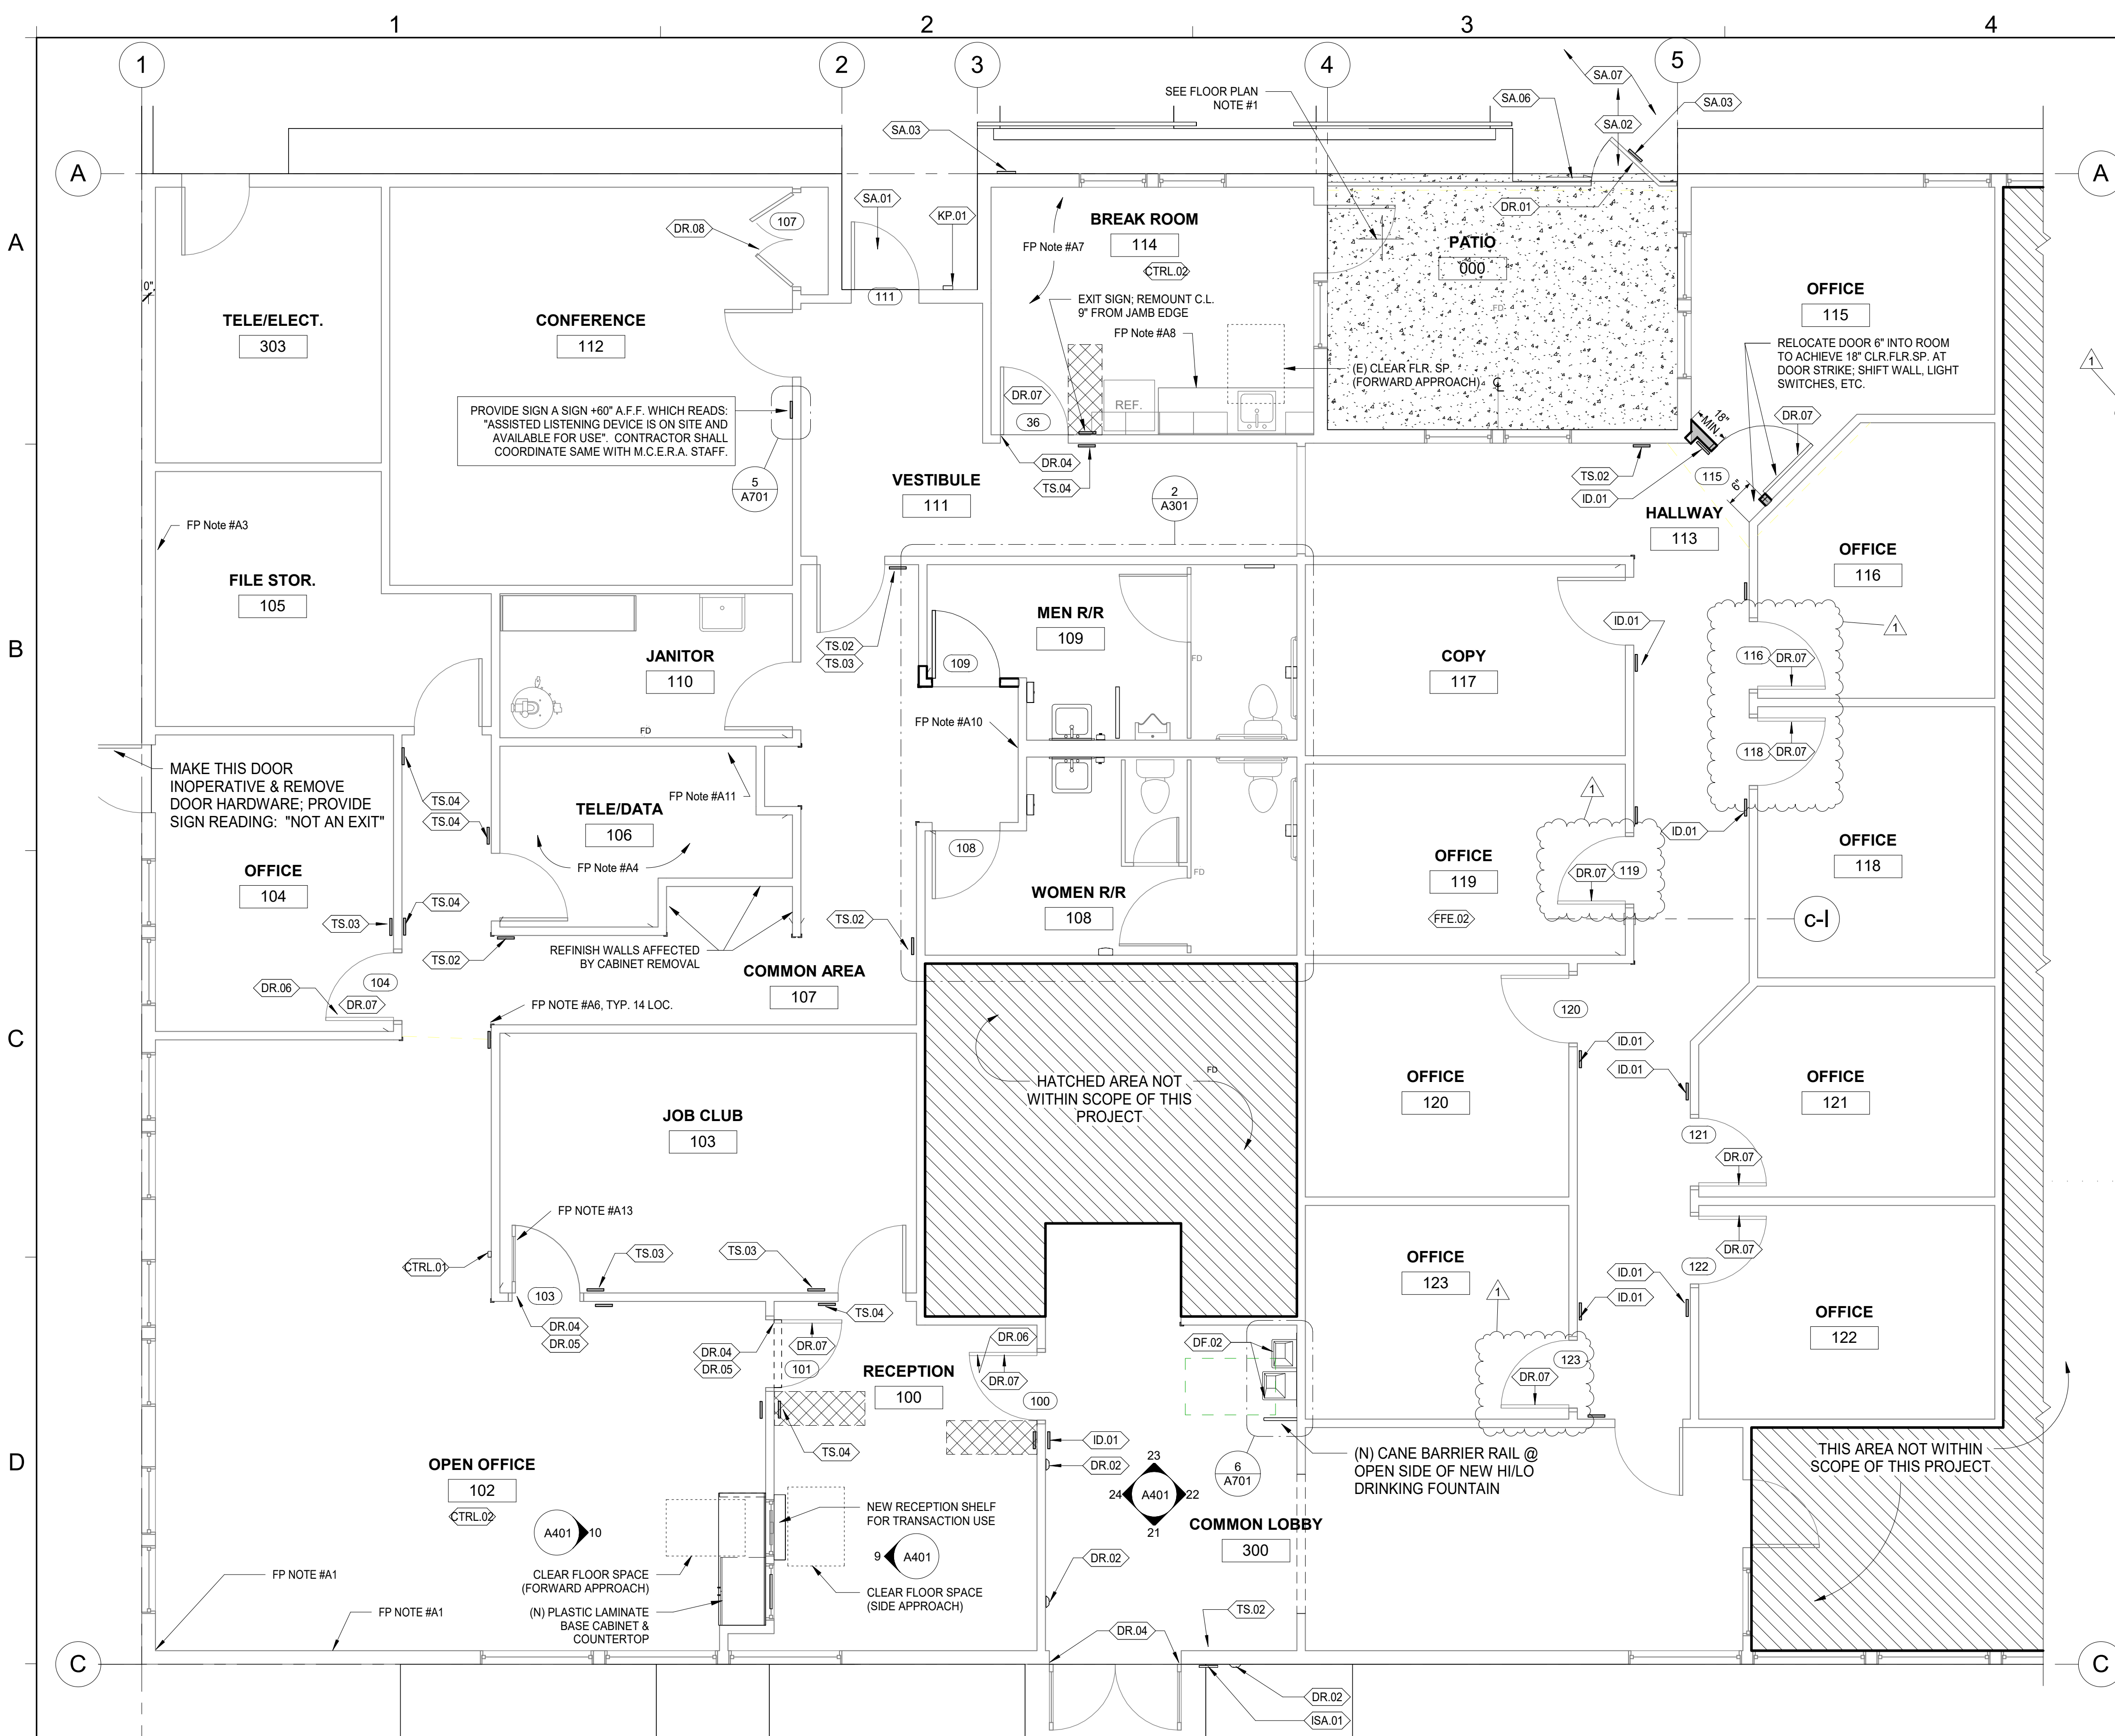 1
2
3
4
1
2
3
4
5
SEE FLOOR PLAN
NOTE #1
SA.07
SA.06
SA.03
SA.02
SA.03
A
A
A
SA.01
KP.01
107
DR.08
BREAK ROOM
114
CTRL.02
FP Note #A7
DR.01
PATIO
000
FD
0"
111
EXIT SIGN; REMOUNT C.L.
9" FROM JAMB EDGE
FP Note #A8
TELE/ELECT.
303
CONFERENCE
112
OFFICE
115
RELOCATE DOOR 6" INTO ROOM
TO ACHIEVE 18" CLR.FLR.SP. AT
DOOR STRIKE; SHIFT WALL, LIGHT
SWITCHES, ETC.
1
(E) CLEAR FLR. SP.
(FORWARD APPROACH)
DR.07
36
REF.
PROVIDE SIGN A SIGN +60" A.F.F. WHICH READS:
"ASSISTED LISTENING DEVICE IS ON SITE AND
AVAILABLE FOR USE". CONTRACTOR SHALL
COORDINATE SAME WITH M.C.E.R.A. STAFF.
18"
MIN.
DR.07
5
A701
DR.04
TS.04
VESTIBULE
111
2
A301
TS.02
ID.01
115
6"
HALLWAY
113
FP Note #A3
FILE STOR.
105
OFFICE
116
B
JANITOR
110
FD
TS.02
TS.03
MEN R/R
109
109
FD
COPY
117
ID.01
1
116
DR.07
FP Note #A10
118
DR.07
MAKE THIS DOOR
INOPERATIVE & REMOVE
DOOR HARDWARE; PROVIDE
SIGN READING: "NOT AN EXIT"
TS.04
TS.04
TELE/DATA
106
FP Note #A11
FP Note #A4
1
ID.01
OFFICE
118
108
OFFICE
119
FFE.02
DR.07
119
OFFICE
104
TS.03
TS.04
WOMEN R/R
108
FD
TS.02
c-l
TS.02
REFINISH WALLS AFFECTED
BY CABINET REMOVAL
COMMON AREA
107
104
DR.06
DR.07
FP NOTE #A6, TYP. 14 LOC.
C
120
ID.01
ID.01
HATCHED AREA NOT
WITHIN SCOPE OF THIS
PROJECT
FD
OFFICE
120
OFFICE
121
JOB CLUB
103
121
DR.07
FP NOTE #A13
CTRL.01
TS.03
TS.03
DR.07
OFFICE
123
122
ID.01
ID.01
103
TS.04
1
OFFICE
122
DR.04
DR.05
DR.04
DR.05
DR.07
101
DR.06
DR.07
DF.02
123
DR.07
RECEPTION
100
100
TS.04
ID.01
DR.02
D
OPEN OFFICE
102
CTRL.02
6
A701
(N) CANE BARRIER RAIL @
OPEN SIDE OF NEW HI/LO
DRINKING FOUNTAIN
THIS AREA NOT WITHIN
SCOPE OF THIS PROJECT
23
24
A401
22
21
NEW RECEPTION SHELF
FOR TRANSACTION USE
COMMON LOBBY
300
A401
10
9
A401
DR.02
CLEAR FLOOR SPACE
(FORWARD APPROACH)
CLEAR FLOOR SPACE
(SIDE APPROACH)
FP NOTE #A1
FP NOTE #A1
(N) PLASTIC LAMINATE
BASE CABINET &
COUNTERTOP
TS.02
DR.04
C
C
DR.02
ISA.01